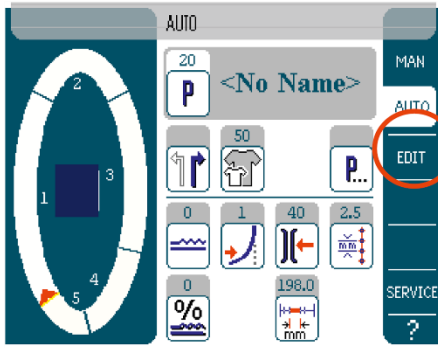 AUTO
MAN
20
P
<No Name>
AUTO
2
50
EDIT
P...
3
1
0
1
40
2.5
mm
4
5
0
198.0
SERVICE
%
mm
?